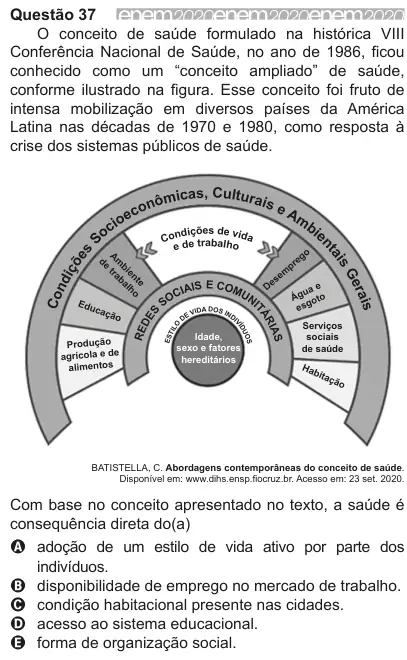 Questão 37 enem2020enem2020enem2020
O conceito de saúde formulado na histórica VIII
Conferência Nacional de Saúde, no ano de 1986, ficou
conhecido como um “conceito ampliado” de saúde,
conforme ilustrado na figura. Esse conceito foi fruto de
intensa mobilização em diversos países da América
Latina nas décadas de 1970 e 1980, como resposta à
crise dos sistemas públicos de saúde.
Condições Socioeconômicas, Culturais e Ambientais Gerais
Condições de vida
e de trabalho
Ambiente
de trabalho
Desemprego
Educação
Água e
esgoto
Produção
agrícola e de
alimentos
Serviços
sociais
de saúde
Habitação
REDES SOCIAIS E COMUNITÁRIAS
ESTILO DE VIDA DOS INDIVÍDUOS
Idade,
sexo e fatores
hereditários
BATISTELLA, C. Abordagens contemporâneas do conceito de saúde.
Disponível em: www.dihs.ensp.fiocruz.br. Acesso em: 23 set. 2020.
Com base no conceito apresentado no texto, a saúde é
consequência direta do(a)
A adoção de um estilo de vida ativo por parte dos
indivíduos.
B disponibilidade de emprego no mercado de trabalho.
C condição habitacional presente nas cidades.
D acesso ao sistema educacional.
E forma de organização social.